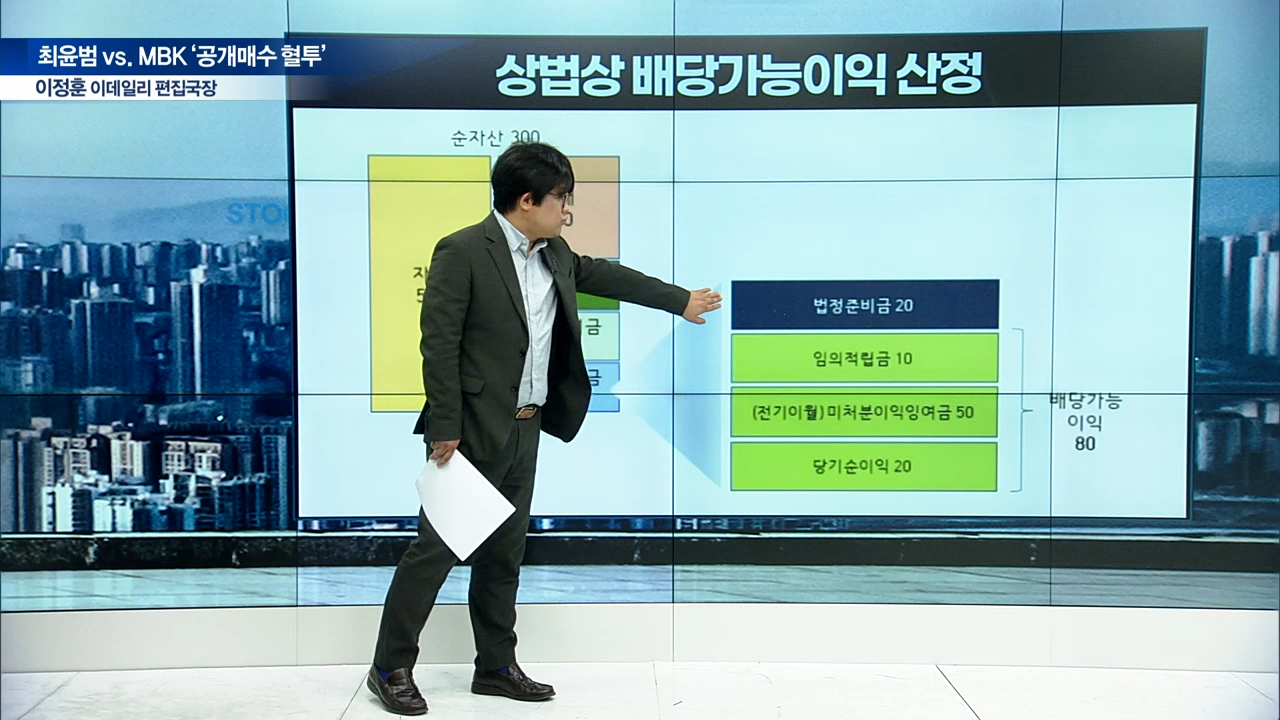 최윤범 vs. MBK ‘공개매수 혈투’
이정훈 이데일리 편집국장
상법상 배당가능이익 산정
순자산 300
법정준비금 20
임의적립금 10
(전기이월)미처분이익잉여금 50
당기순이익 20
배당가능
이익
80